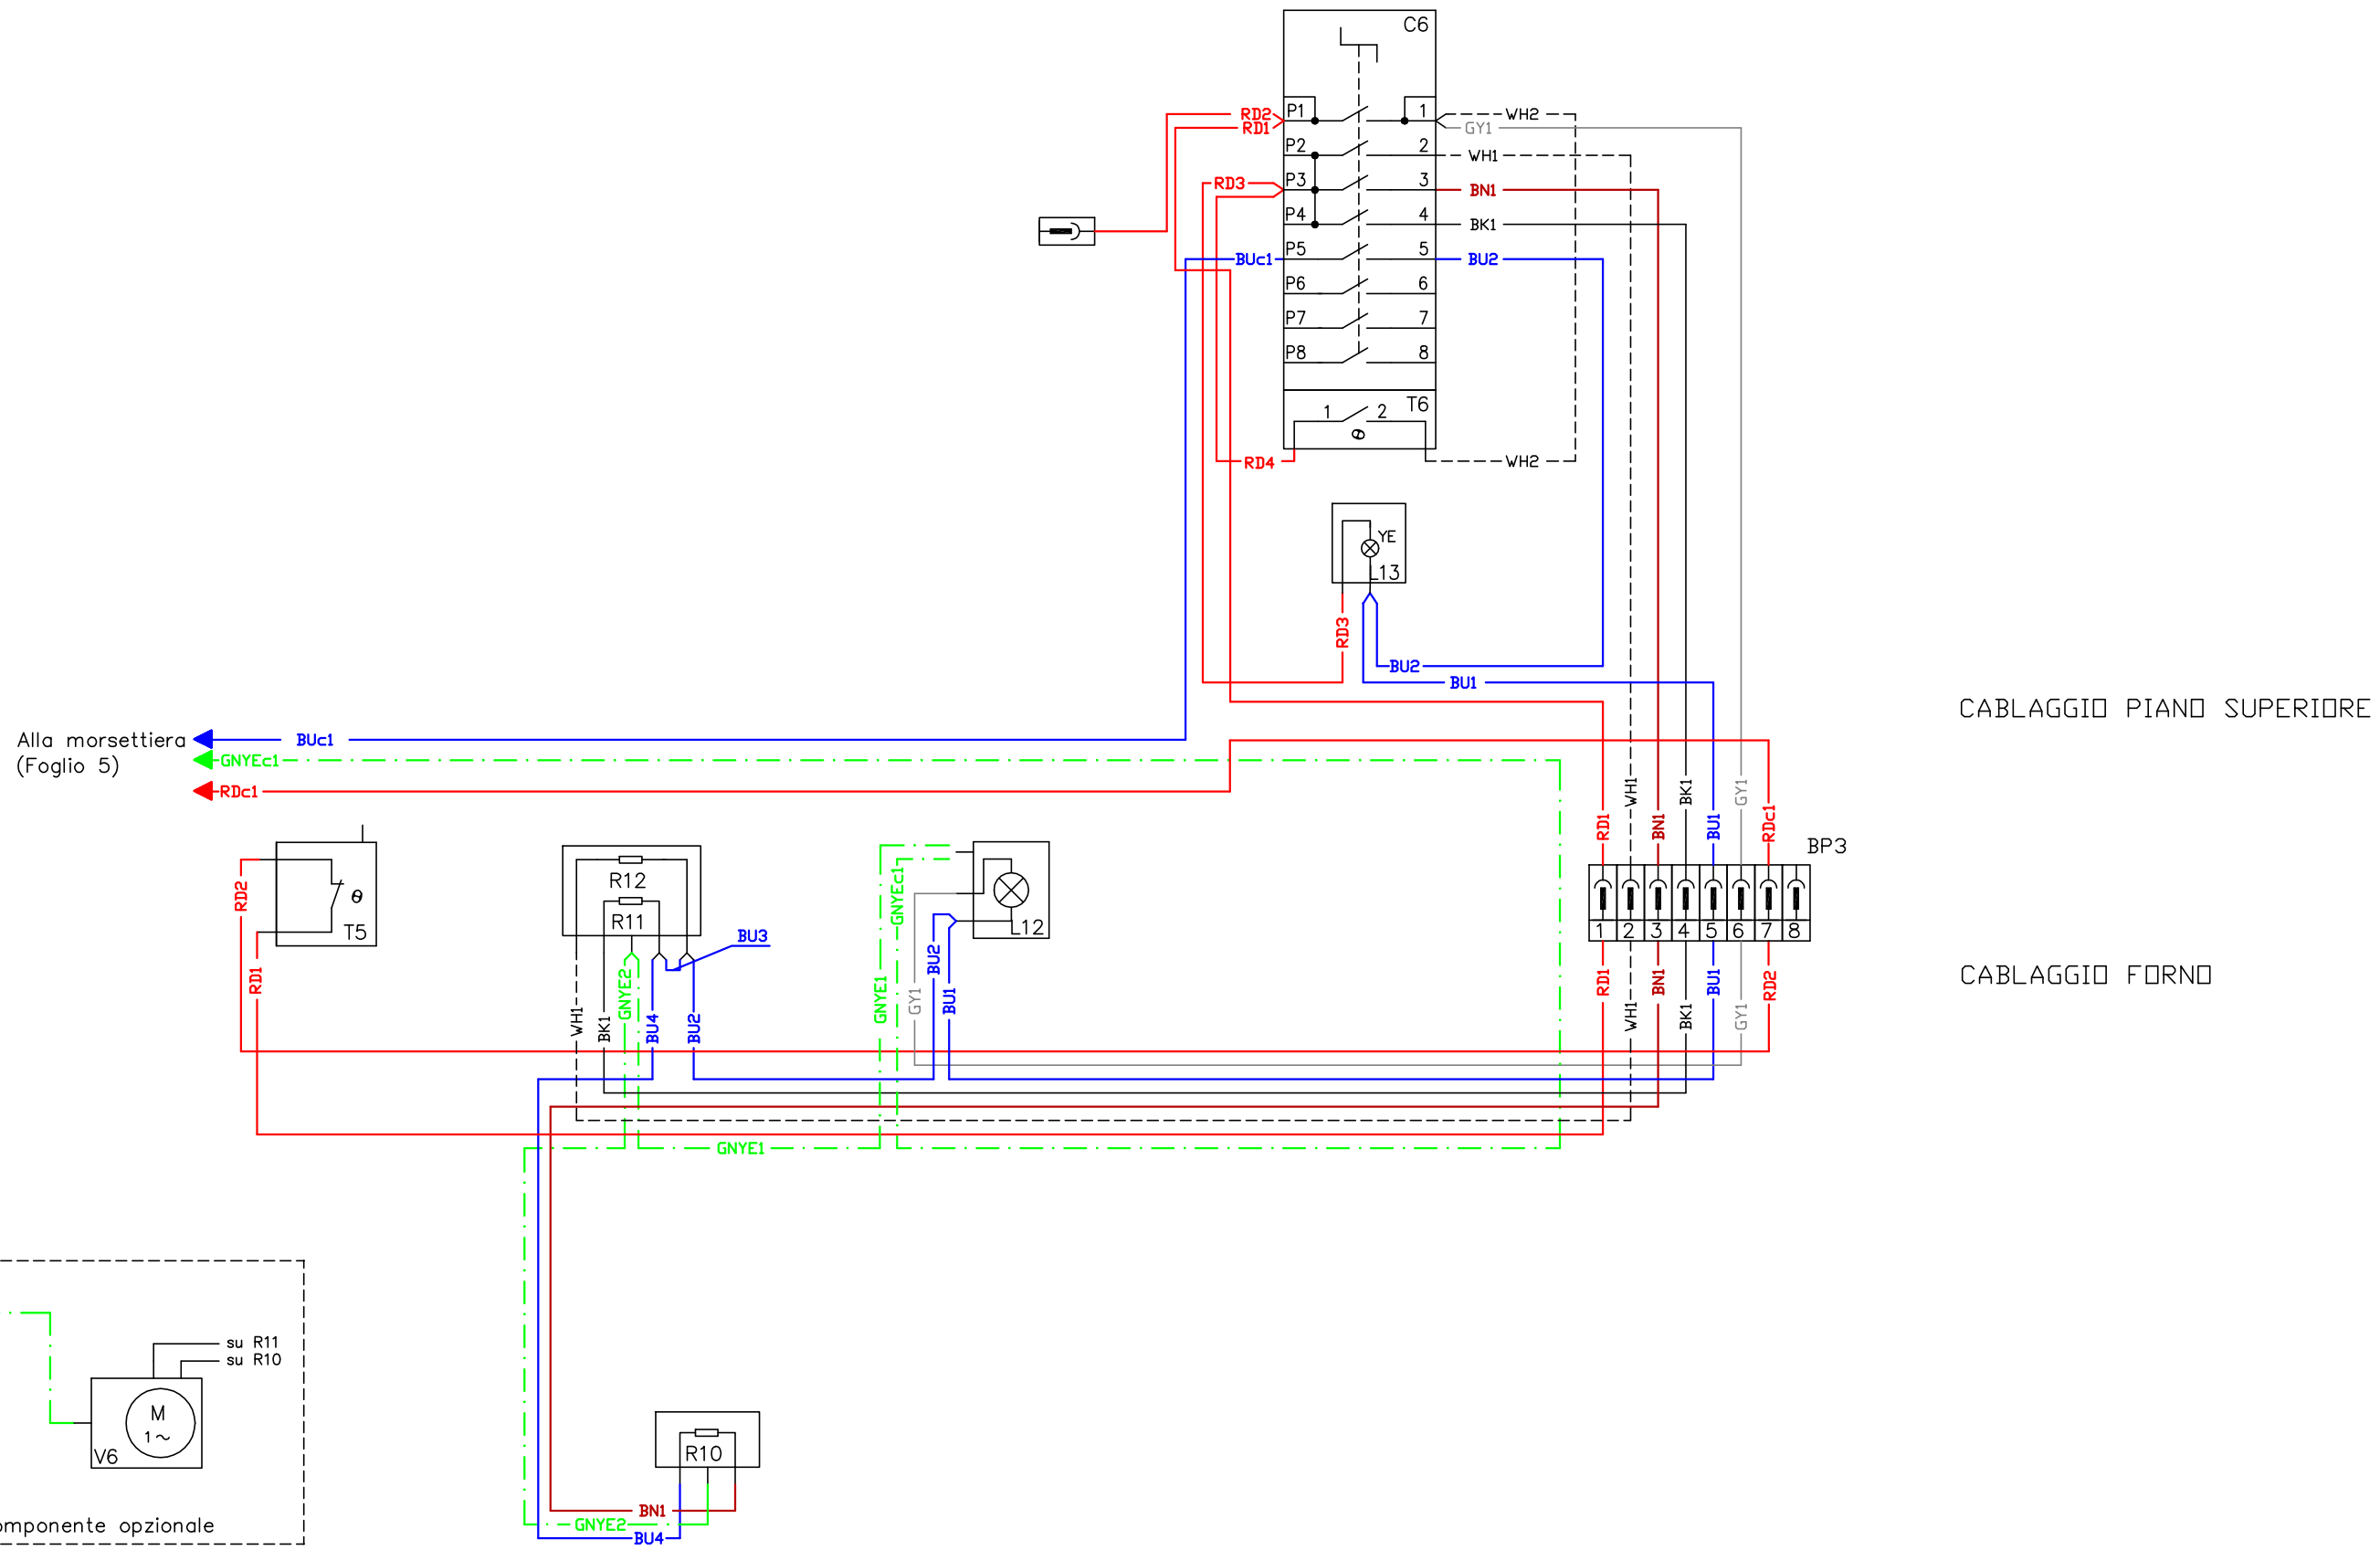 C6
P1 1
P2 2
P3 3
P4 4
P5 5
P6 6
P7 7
P8 8
RD2
RD1
RD3
BUc1
WH2
GY1
WH1
BN1
BK1
BU2
T6
1 2
θ
RD4
WH2
YE
L13
RD3
BU2
BU1
CABLAGGIO PIANO SUPERIORE
Alla morsettiera
(Foglio 5)
BUc1
GNYEc1
RDc1
RD1
WH1
BN1
BK1
BU1
GY1
RDc1
BP3
1 2 3 4 5 6 7 8
RD1
WH1
BN1
BK1
BU1
GY1
RD2
CABLAGGIO FORNO
RD2
RD1
θ
T5
R12
R11
BU3
WH1
BK1
GNYE2
BU4
BU2
GNYE1
GNYEc1
GY1
BU2
BU1
L12
GNYE1
su R11
su R10
M
1~
V6
omponente opzionale
R10
BN1
GNYE2
BU4